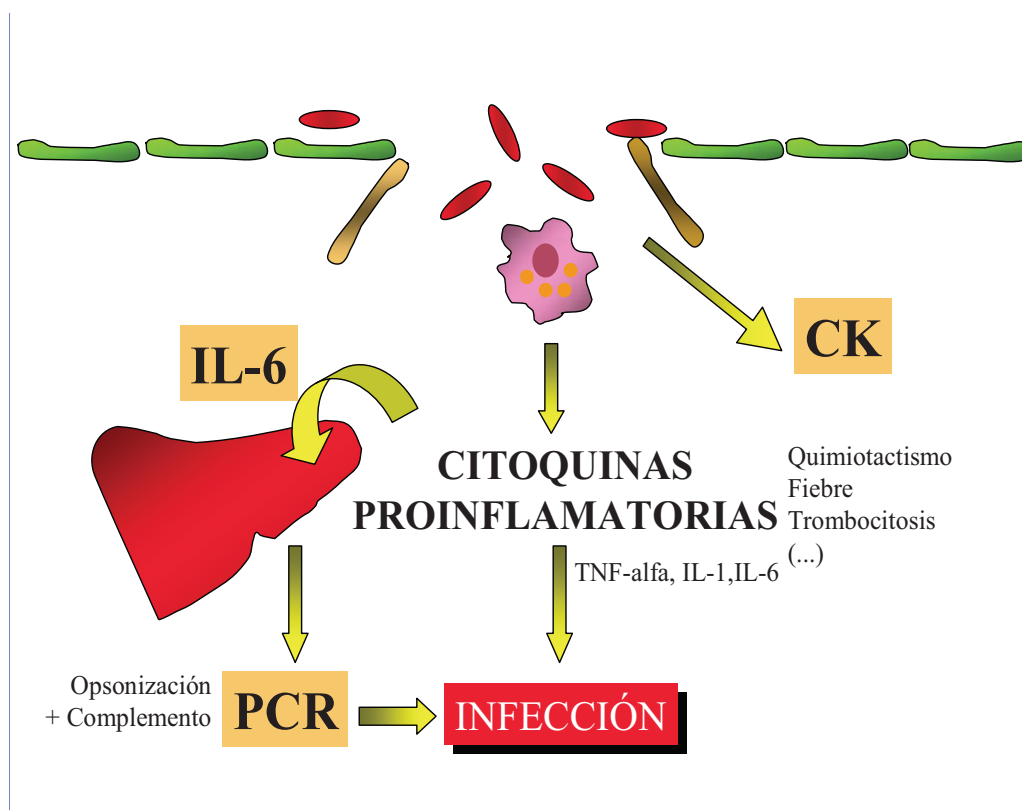 IL-6
CK
CITOQUINAS
PROINFLAMATORIAS
Quimiotactismo
Fiebre
Trombocitosis
(...)
TNF-alfa, IL-1,IL-6
Opsonización
+ Complemento
PCR
INFECCIÓN